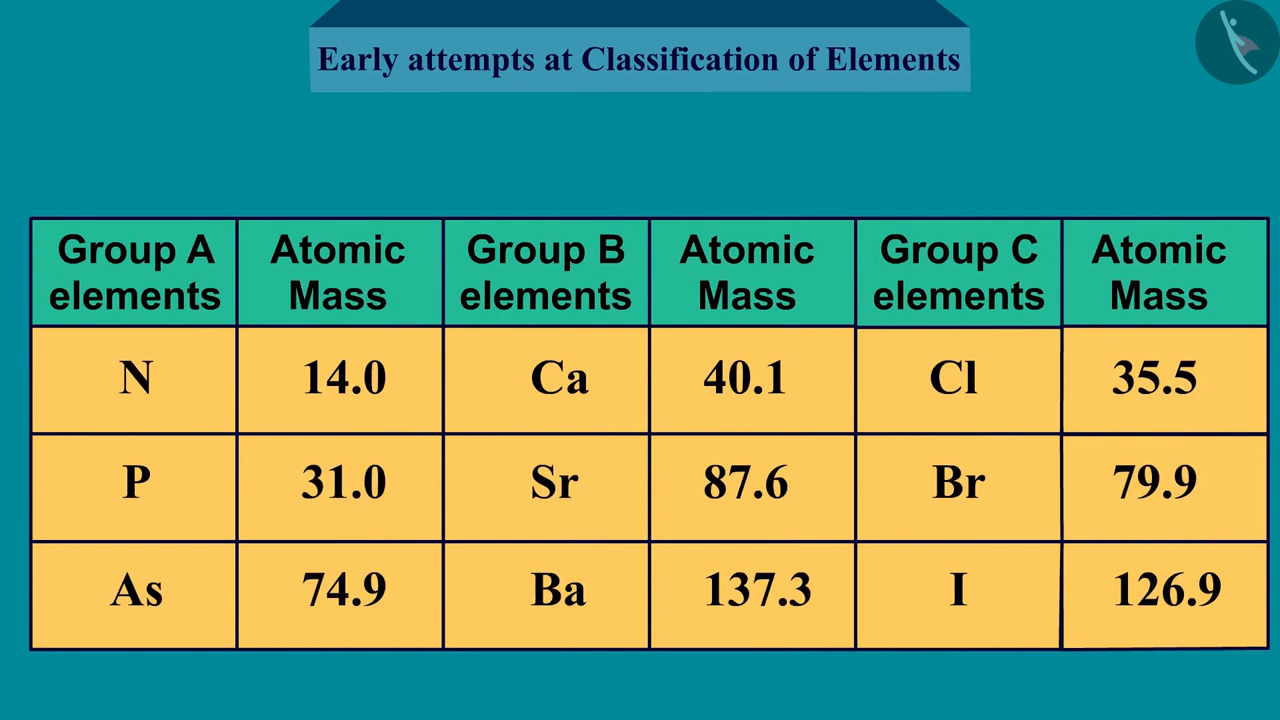 Early attempts at Classification of Elements
Group A elements Atomic Mass Group B elements Atomic Mass Group C elements Atomic Mass
N 14.0 Ca 40.1 Cl 35.5
P 31.0 Sr 87.6 Br 79.9
As 74.9 Ba 137.3 I 126.9